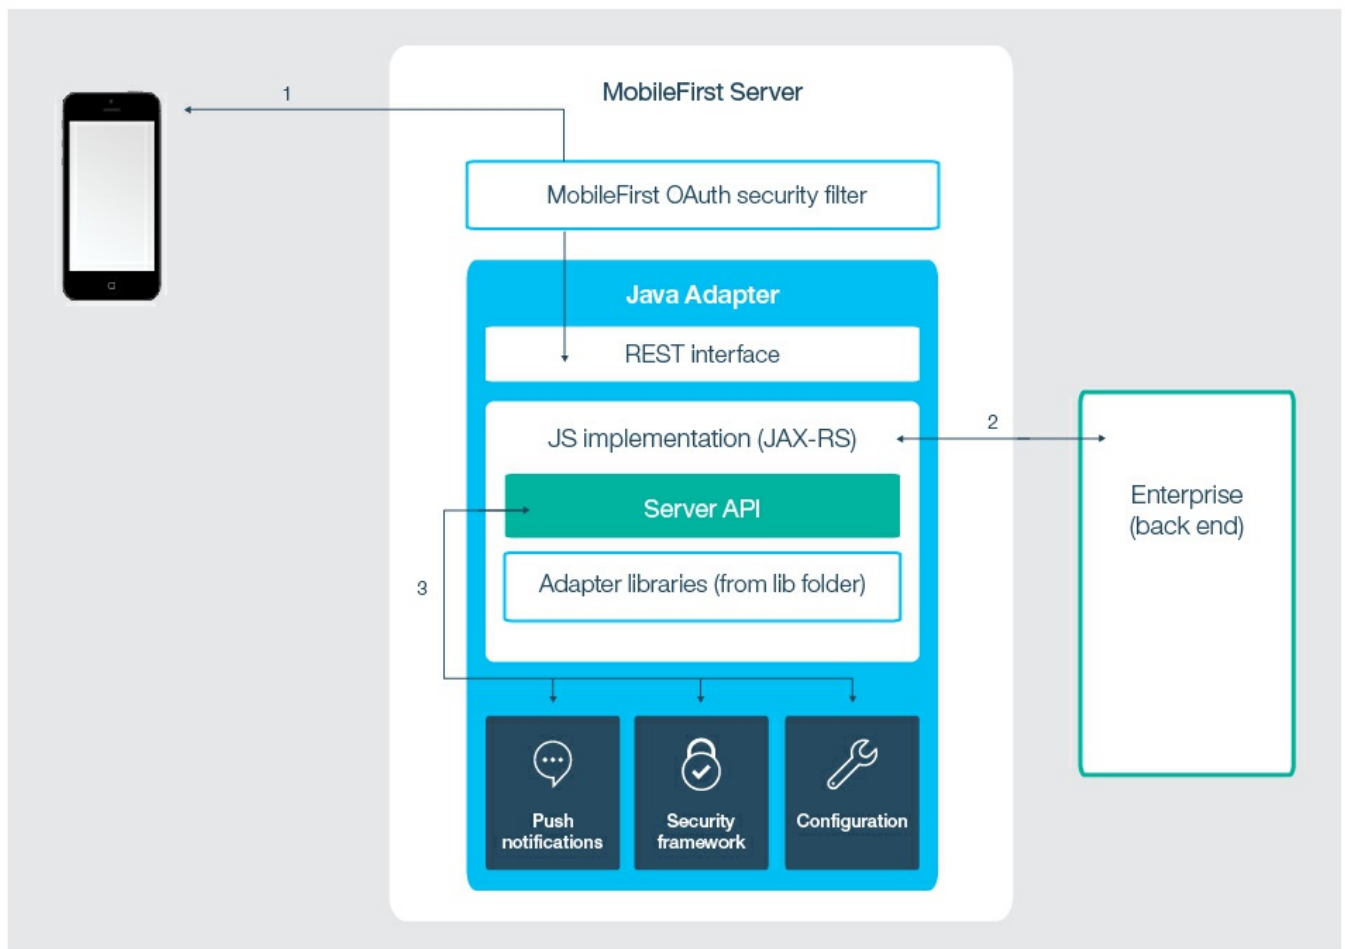 MobileFirst Server
1
MobileFirst OAuth security filter
Java Adapter
REST interface
JS implementation (JAX-RS)
2
Server API
Enterprise
(back end)
Adapter libraries (from lib folder)
3
Push
notifications
Security
framework
Configuration